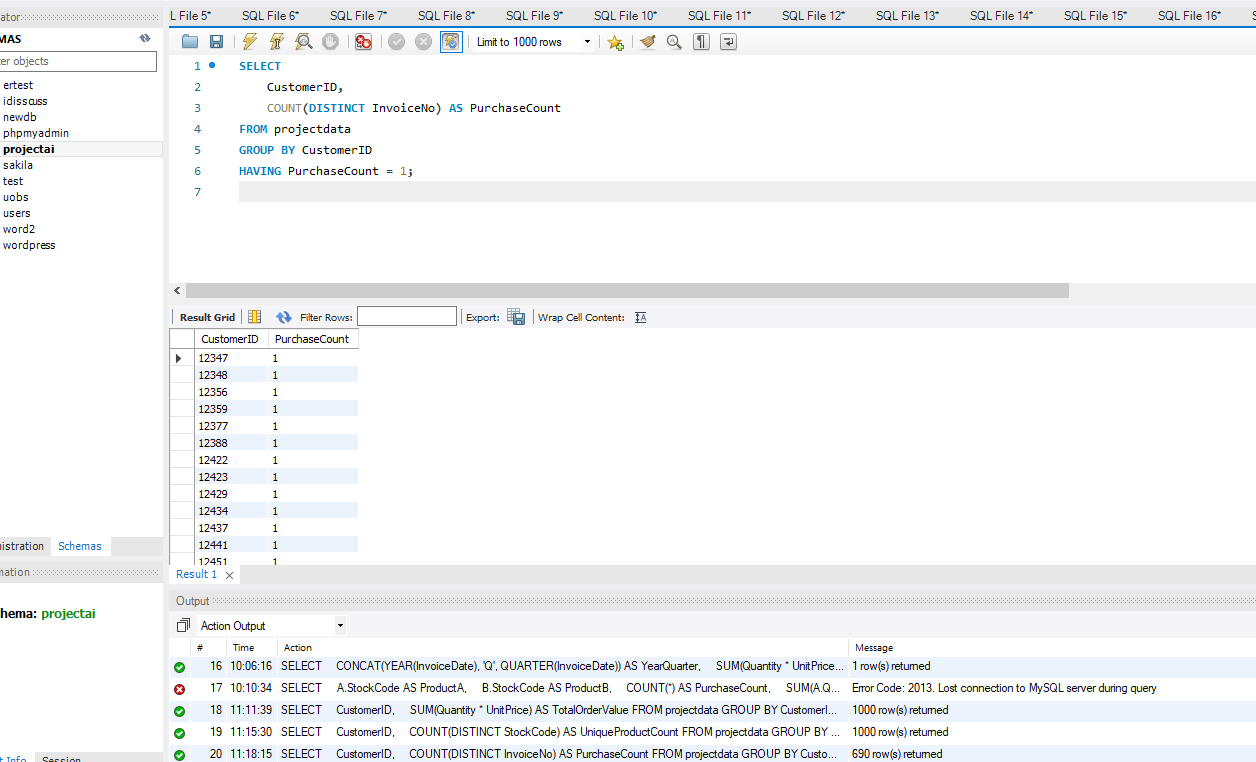 ator
L File 5* SQL File 6* SQL File 7* SQL File 8* SQL File 9* SQL File 10* SQL File 11* SQL File 12* SQL File 13* SQL File 14* SQL File 15* SQL File 16* S
MAS
er objects
ertest
idisscuss
newdb
phpmyadmin
projectai
sakila
test
uobs
users
word2
wordpress
Limit to 1000 rows
1 SELECT
2 CustomerID,
3 COUNT(DISTINCT InvoiceNo) AS PurchaseCount
4 FROM projectdata
5 GROUP BY CustomerID
6 HAVING PurchaseCount = 1;
7
Result Grid Filter Rows: Export: Wrap Cell Content:
CustomerID PurchaseCount
12347 1
12348 1
12356 1
12359 1
12377 1
12388 1
12422 1
12423 1
12429 1
12434 1
12437 1
12441 1
12451 1
istration Schemas
mation
hema: projectai
t Info Session
Result 1
Output
Action Output
# Time Action Message
16 10:06:16 SELECT CONCAT(YEAR(InvoiceDate), 'Q', QUARTER(InvoiceDate)) AS YearQuarter, SUM(Quantity * UnitPrice... 1 row(s) returned
17 10:10:34 SELECT A.StockCode AS ProductA, B.StockCode AS ProductB, COUNT(*) AS PurchaseCount, SUM(A.Q... Error Code: 2013. Lost connection to MySQL server during query
18 11:11:39 SELECT CustomerID, SUM(Quantity * UnitPrice) AS TotalOrderValue FROM projectdata GROUP BY CustomerI... 1000 row(s) returned
19 11:15:30 SELECT CustomerID, COUNT(DISTINCT StockCode) AS UniqueProductCount FROM projectdata GROUP BY ... 1000 row(s) returned
20 11:18:15 SELECT CustomerID, COUNT(DISTINCT InvoiceNo) AS PurchaseCount FROM projectdata GROUP BY Custo... 690 row(s) returned